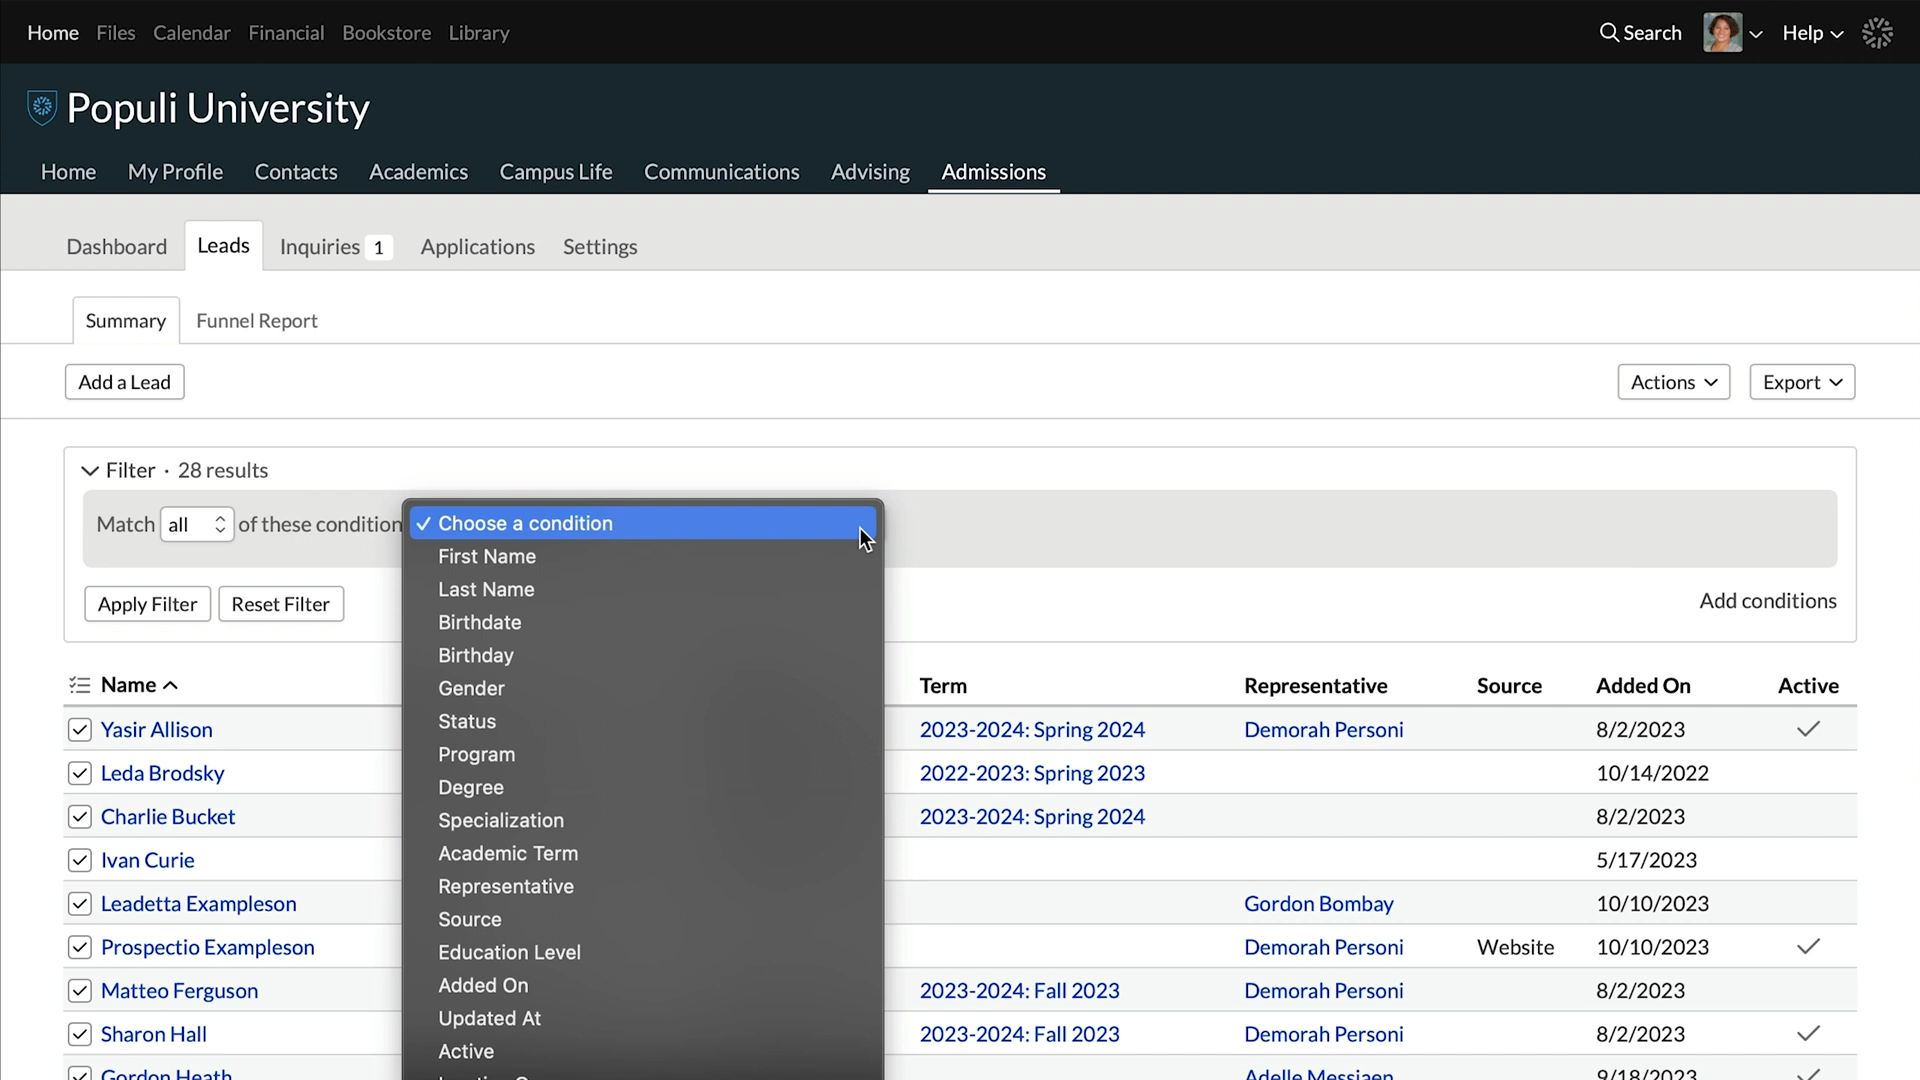 Home Files Calendar Financial Bookstore Library Search Help
Populi University
Home My Profile Contacts Academics Campus Life Communications Advising Admissions
Dashboard Leads Inquiries 1 Applications Settings
Summary Funnel Report
Add a Lead Actions Export
Filter · 28 results
Match all of these condition Choose a condition
First Name
Last Name
Birthdate
Birthday
Gender
Status
Program
Degree
Specialization
Academic Term
Representative
Source
Education Level
Added On
Updated At
Active
Apply Filter Reset Filter Add conditions
Name Term Representative Source Added On Active
Yasir Allison 2023-2024: Spring 2024 Demorah Personi 8/2/2023
Leda Brodsky 2022-2023: Spring 2023 10/14/2022
Charlie Bucket 2023-2024: Spring 2024 8/2/2023
Ivan Curie 5/17/2023
Leadetta Exampleson Gordon Bombay 10/10/2023
Prospectio Exampleson Demorah Personi Website 10/10/2023
Matteo Ferguson 2023-2024: Fall 2023 Demorah Personi 8/2/2023
Sharon Hall 2023-2024: Fall 2023 Demorah Personi 8/2/2023
Gordon Heath Adelle Messiaen 9/18/2023